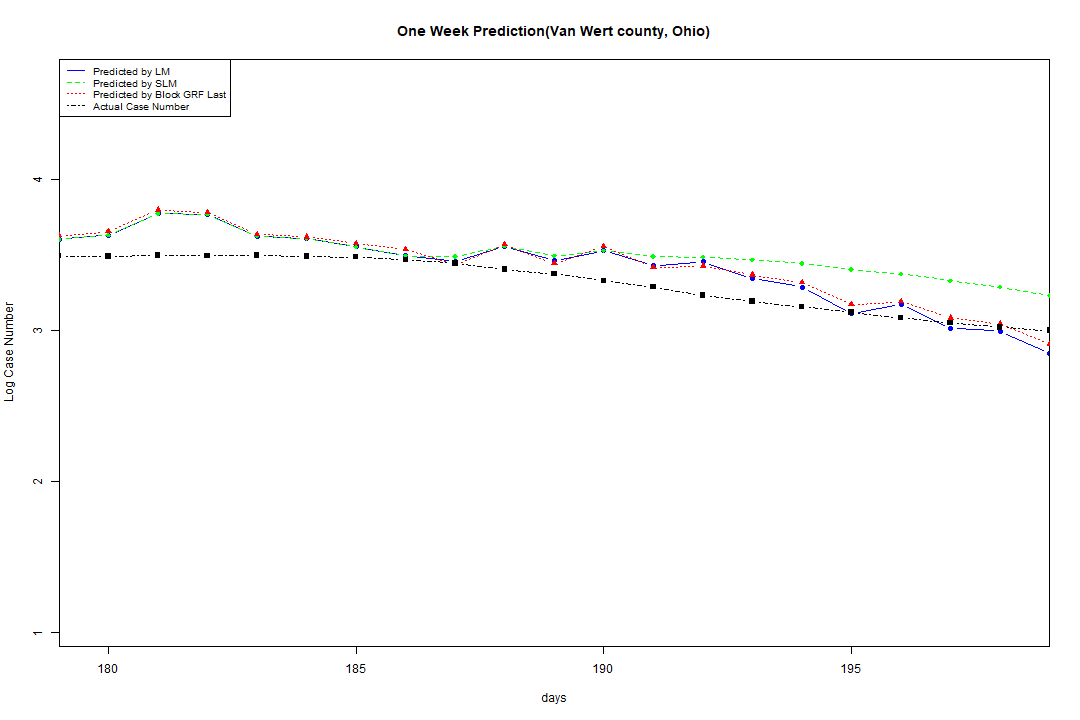 One Week Prediction(Van Wert county, Ohio)
Predicted by LM
Predicted by SLM
Predicted by Block GRF Last
Actual Case Number
4
3
2
1
Log Case Number
180 185 190 195
days